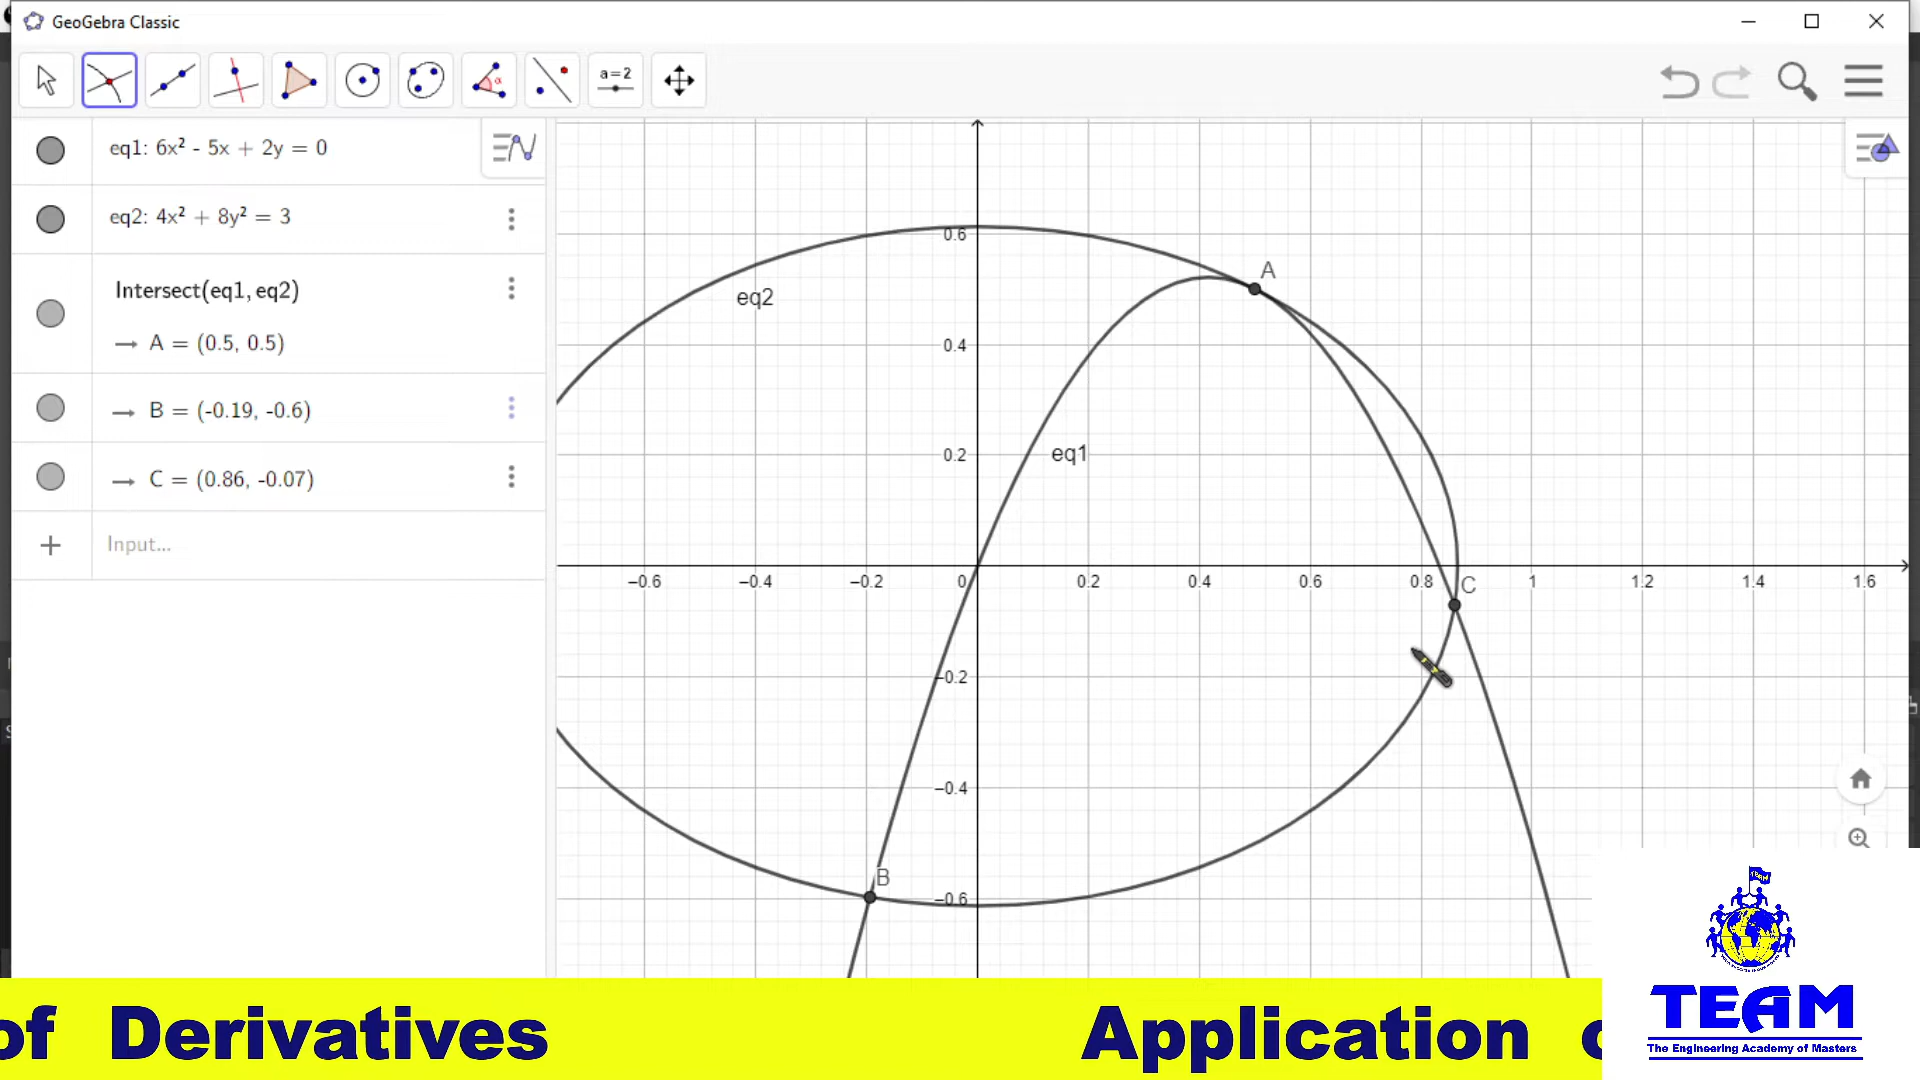 GeoGebra Classic
a=2
eq1: 6x² - 5x + 2y = 0
eq2: 4x² + 8y² = 3
Intersect(eq1, eq2)
→ A = (0.5, 0.5)
→ B = (-0.19, -0.6)
→ C = (0.86, -0.07)
Input...
0.6
A
eq2
0.4
0.2
eq1
−0.6 −0.4 −0.2 0 0.2 0.4 0.6 0.8 1 1.2 1.4 1.6
C
−0.2
−0.4
B
−0.6
of Derivatives Application
TEAM
The Engineering Academy of Masters